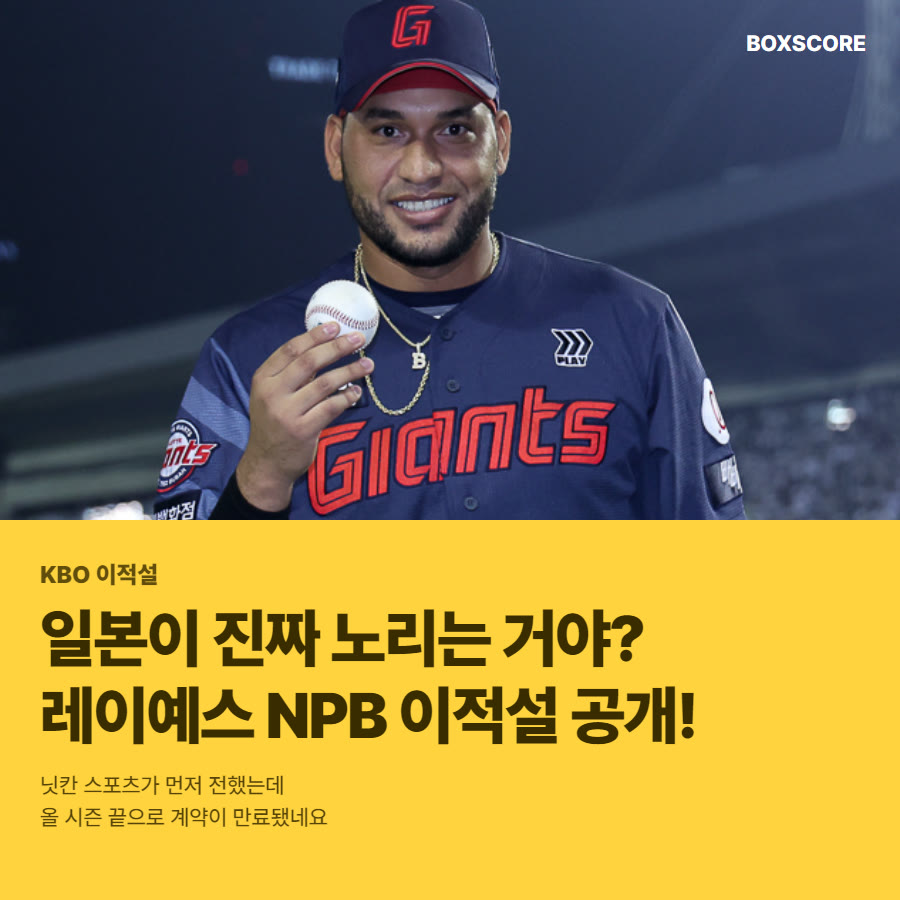 BOXSCORE
G
B
PLAY
Giants
KBO 이적설
일본이 진짜 노리는 거야?
레이예스 NPB 이적설 공개!
닛칸 스포츠가 먼저 전했는데
올 시즌 끝으로 계약이 만료됐네요